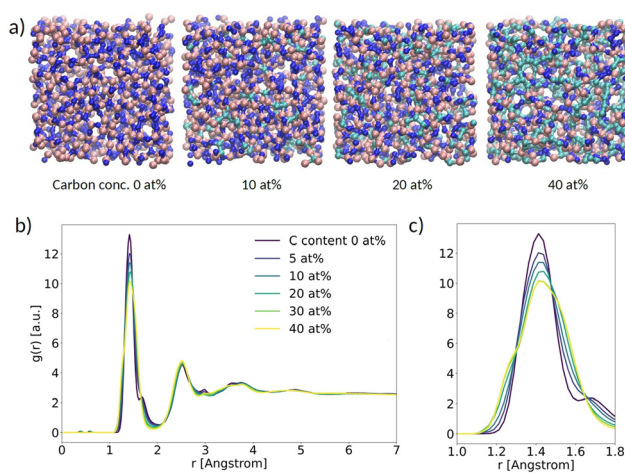 a)
Carbon conc. 0 at% 10 at% 20 at% 40 at%
b)
c)
C content 0 at%
5 at%
10 at%
20 at%
30 at%
40 at%
g(r) [a.u.]
12
10
8
6
4
2
0
0 1 2 3 4 5 6 7
r [Angstrom]
12
10
8
6
4
2
0
1.0 1.2 1.4 1.6 1.8
r [Angstrom]